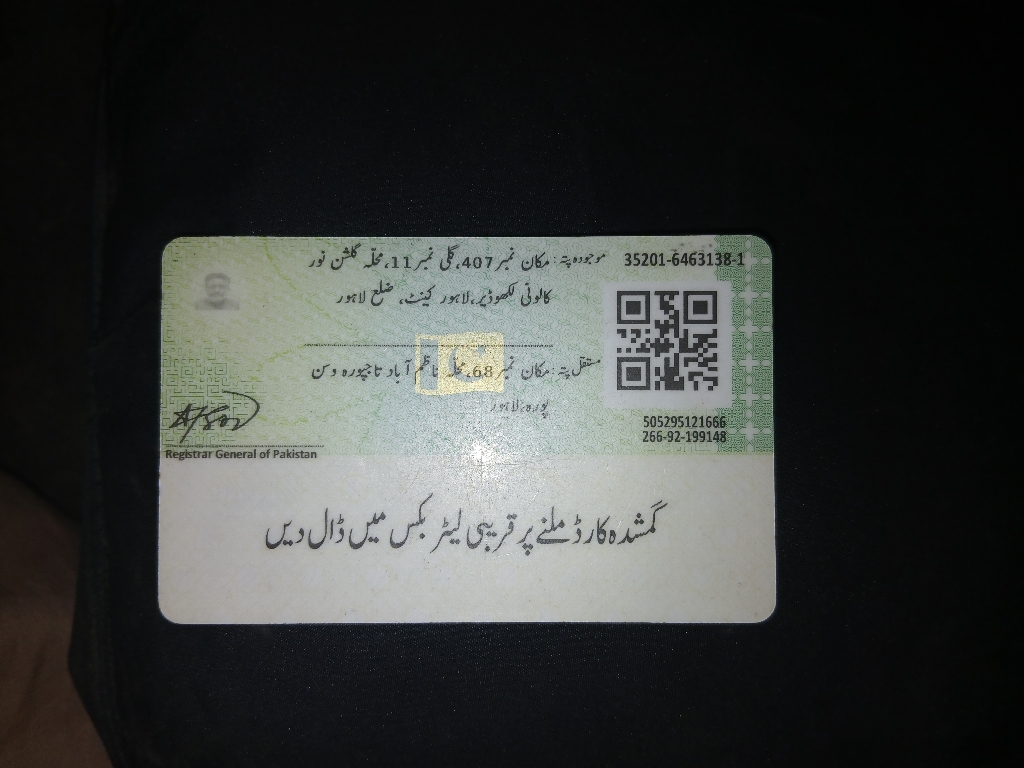 35201-6463138-1
موجودہ پتہ: مکان نمبر 407، گلی نمبر 11، محلہ گلشن نور
کالونی لکھوڈیر، لاہور کینٹ، ضلع لاہور
مستقل پتہ: مکان نمبر 68، محلہ ناظم آباد تاجپورہ وسن
پورہ، لاہور
505295121666
266-92-199148
Registrar General of Pakistan
گمشدہ کارڈ ملنے پر قریبی لیٹر بکس میں ڈال دیں